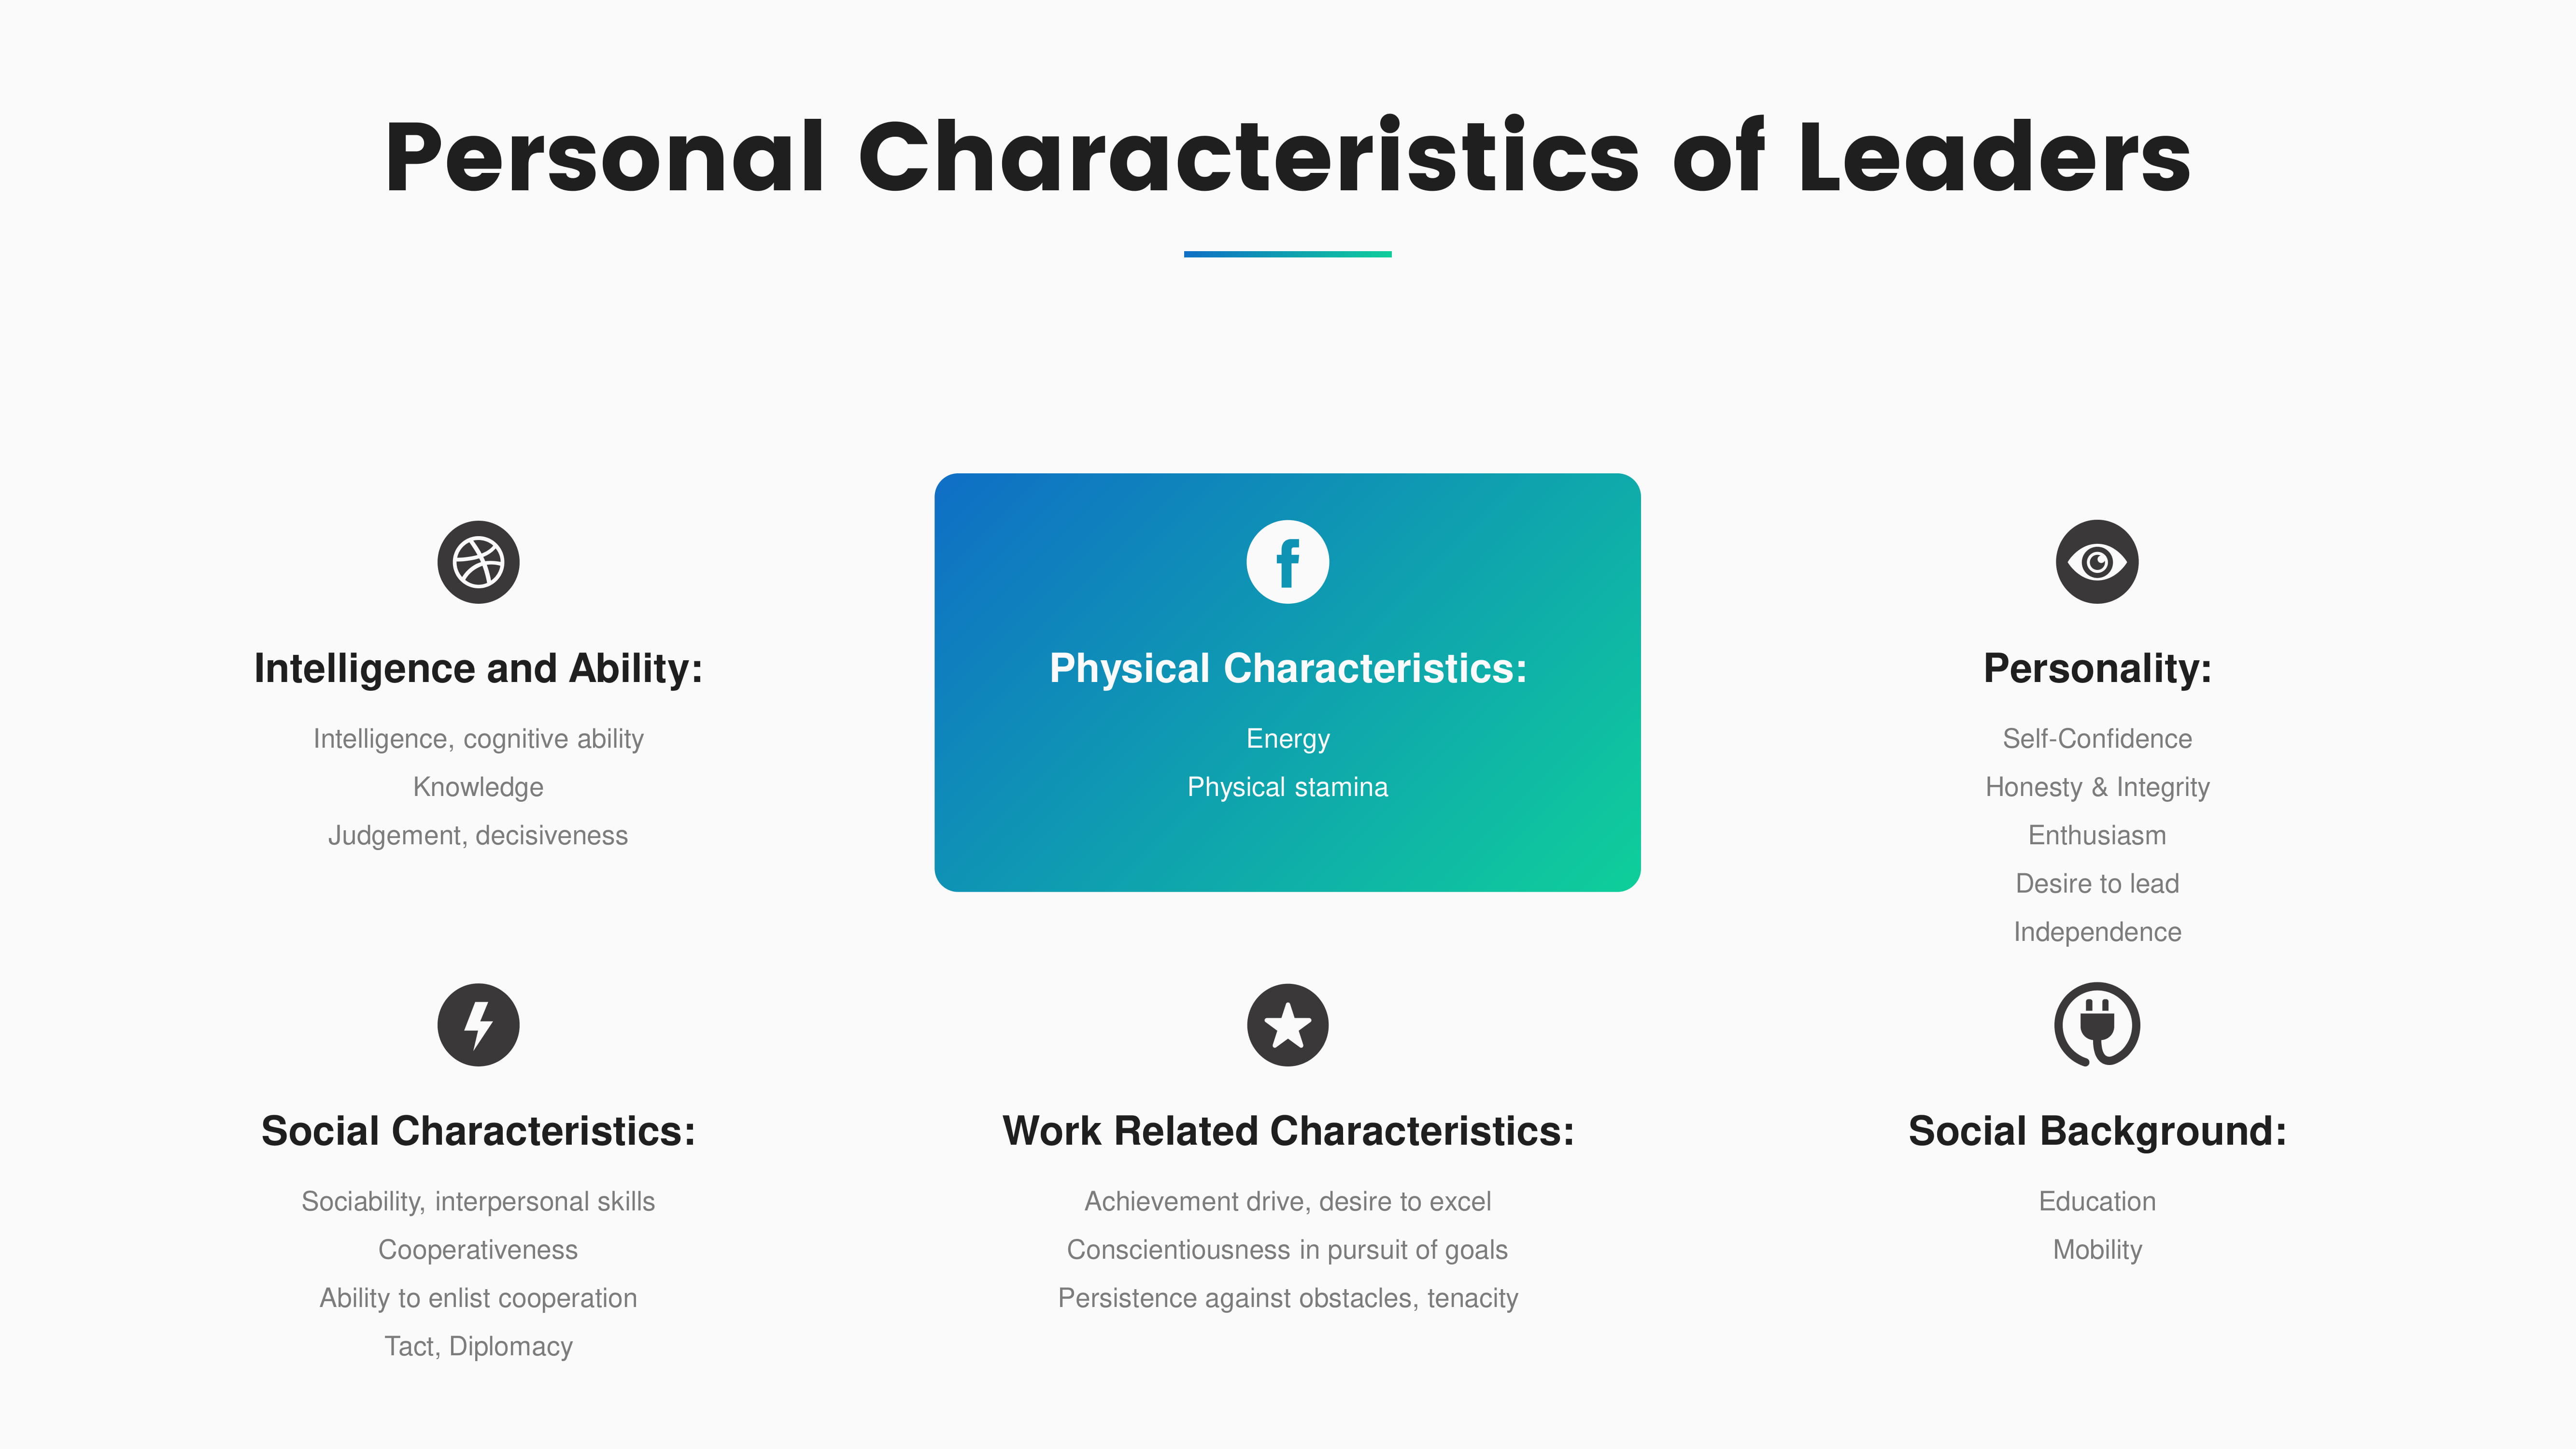 Personal Characteristics of Leaders
Intelligence and Ability:
Intelligence, cognitive ability
Knowledge
Judgement, decisiveness
f
Physical Characteristics:
Energy
Physical stamina
Personality:
Self-Confidence
Honesty & Integrity
Enthusiasm
Desire to lead
Independence
Social Characteristics:
Sociability, interpersonal skills
Cooperativeness
Ability to enlist cooperation
Tact, Diplomacy
Work Related Characteristics:
Achievement drive, desire to excel
Conscientiousness in pursuit of goals
Persistence against obstacles, tenacity
Social Background:
Education
Mobility